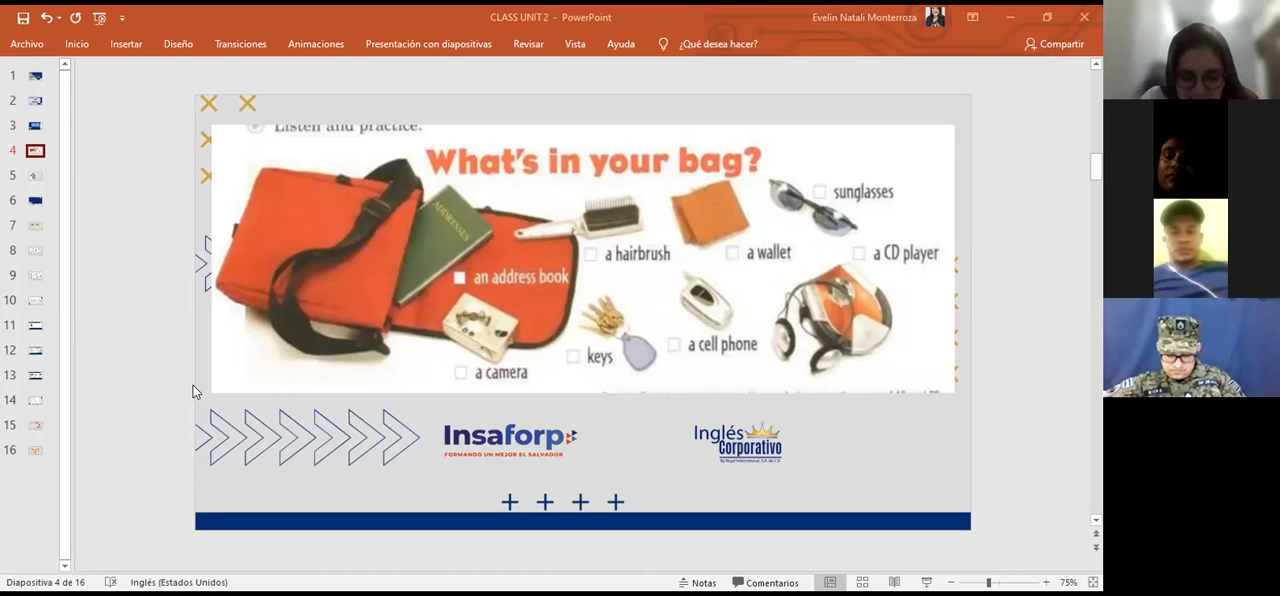 CLASS UNIT 2 - PowerPoint
Evelin Natali Monterroza
Archivo Inicio Insertar Diseño Transiciones Animaciones Presentación con diapositivas Revisar Vista Ayuda ¿Qué desea hacer? Compartir
1
2
3
4
5
6
7
8
9
10
11
12
13
14
15
16
Listen and practice.
What's in your bag?
ADDRESSES
sunglasses
a hairbrush
a wallet
a CD player
an address book
a cell phone
keys
a camera
Insaforp
FORMANDO UN MEJOR EL SALVADOR
Inglés
Corporativo
Diapositiva 4 de 16 Inglés (Estados Unidos) Notas Comentarios 75%